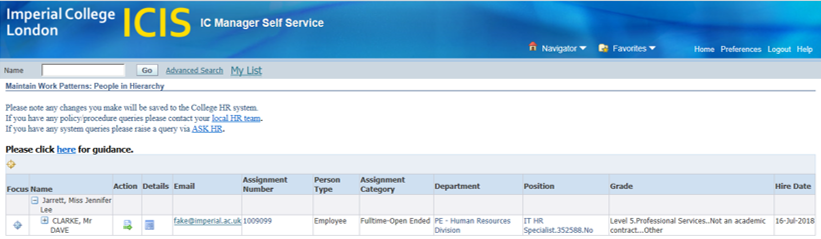 Imperial College
London
ICIS
IC Manager Self Service
Navigator
Favorites
Home Preferences Logout Help
Name
Go
Advanced Search
My List
Maintain Work Patterns: People in Hierarchy
Please note any changes you make will be saved to the College HR system.
If you have any policy/procedure queries please contact your local HR team.
If you have any system queries please raise a query via ASK HR.
Please click here for guidance.
Focus Name Action Details Email Assignment Number Person Type Assignment Category Department Position Grade Hire Date
Jarrett, Miss Jennifer
Lee
CLARKE, Mr fake@imperial.ac.uk 1009099 Employee Fulltime-Open Ended PE - Human Resources IT HR Level 5.Professional Services..Not an academic 16-Jul-2018
DAVE Division Specialist.352588.No contract...Other